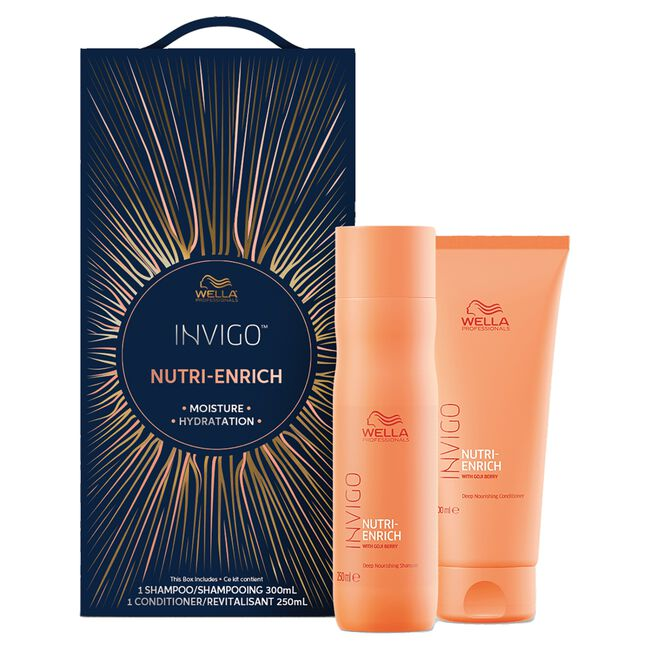 WELLA
PROFESSIONALS
INVIGO™
NUTRI-ENRICH
• MOISTURE •
• HYDRATATION •
This Box Includes • Ce kit contient
1 SHAMPOO/SHAMPOOING 300mL
1 CONDITIONER/REVITALISANT 250mL
WELLA
PROFESSIONALS
INVIGO
NUTRI-
ENRICH
WITH GOJI BERRY
Deep Nourishing Shampoo
250ml e
WELLA
PROFESSIONALS
INVIGO
NUTRI-
ENRICH
WITH GOJI BERRY
Deep Nourishing Conditioner